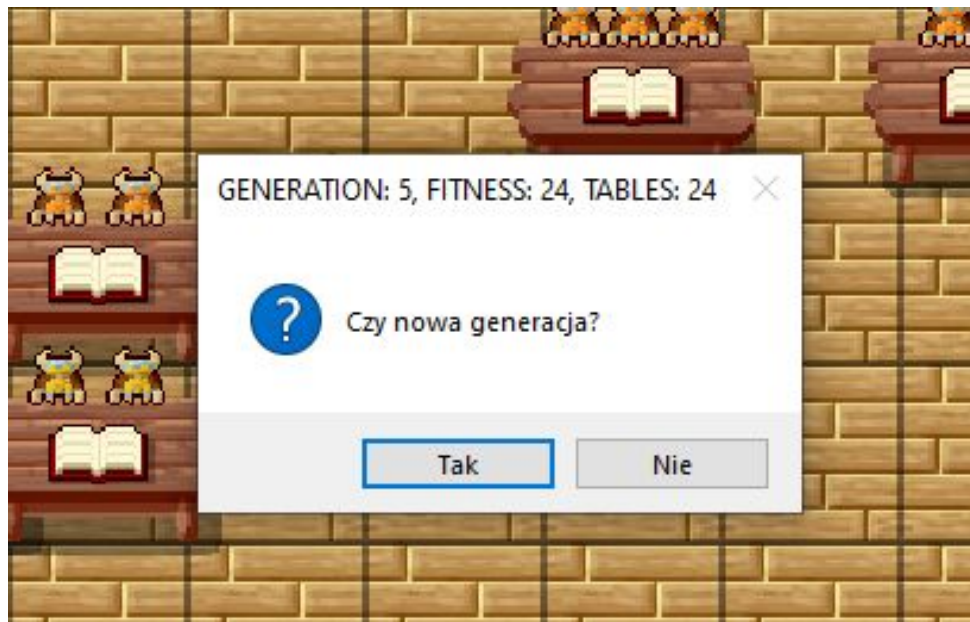 GENERATION: 5, FITNESS: 24, TABLES: 24
Czy nowa generacja?
Tak
Nie